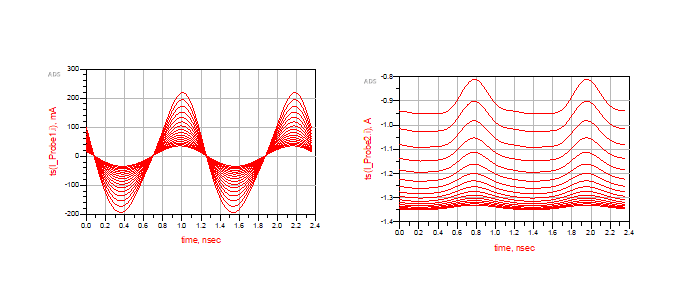 ADS
300
200
100
0
-100
-200
ts(I_Probe1.i), mA
0.0 0.2 0.4 0.6 0.8 1.0 1.2 1.4 1.6 1.8 2.0 2.2 2.4
time, nsec
ADS
-0.8
-0.9
-1.0
-1.1
-1.2
-1.3
-1.4
ts(I_Probe2.i), A
0.0 0.2 0.4 0.6 0.8 1.0 1.2 1.4 1.6 1.8 2.0 2.2 2.4
time, nsec